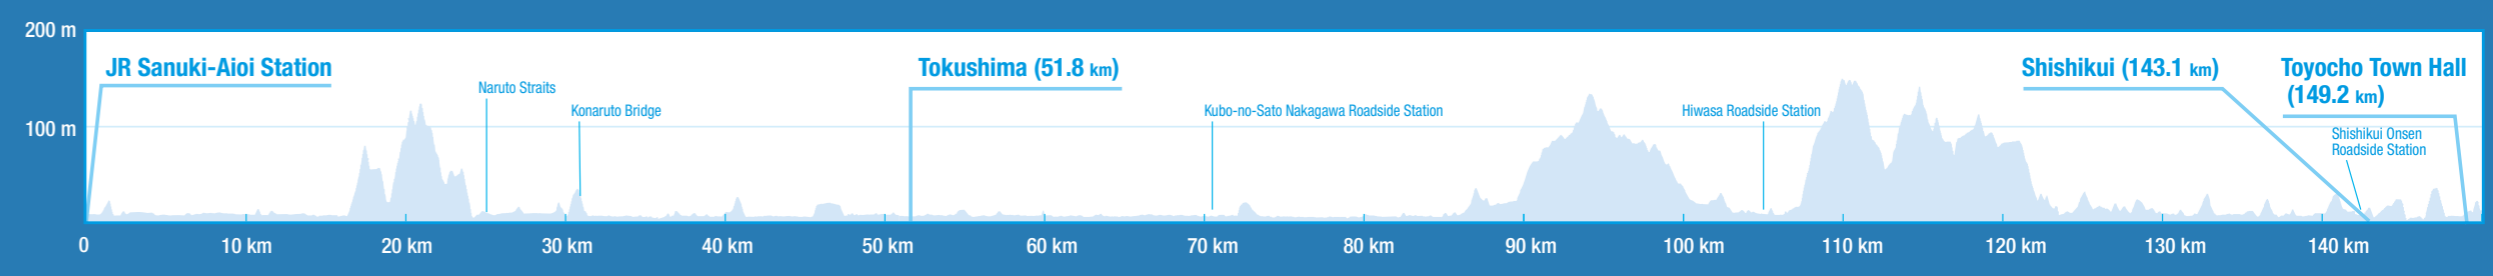 200 m
JR Sanuki-Aioi Station
Tokushima (51.8 km)
Shishikui (143.1 km)
Toyocho Town Hall
(149.2 km)
Naruto Straits
Konaruto Bridge
Kubo-no-Sato Nakagawa Roadside Station
Hiwasa Roadside Station
100 m
Shishikui Onsen
Roadside Station
0
10 km
20 km
30 km
40 km
50 km
60 km
70 km
80 km
90 km
100 km
110 km
120 km
130 km
140 km